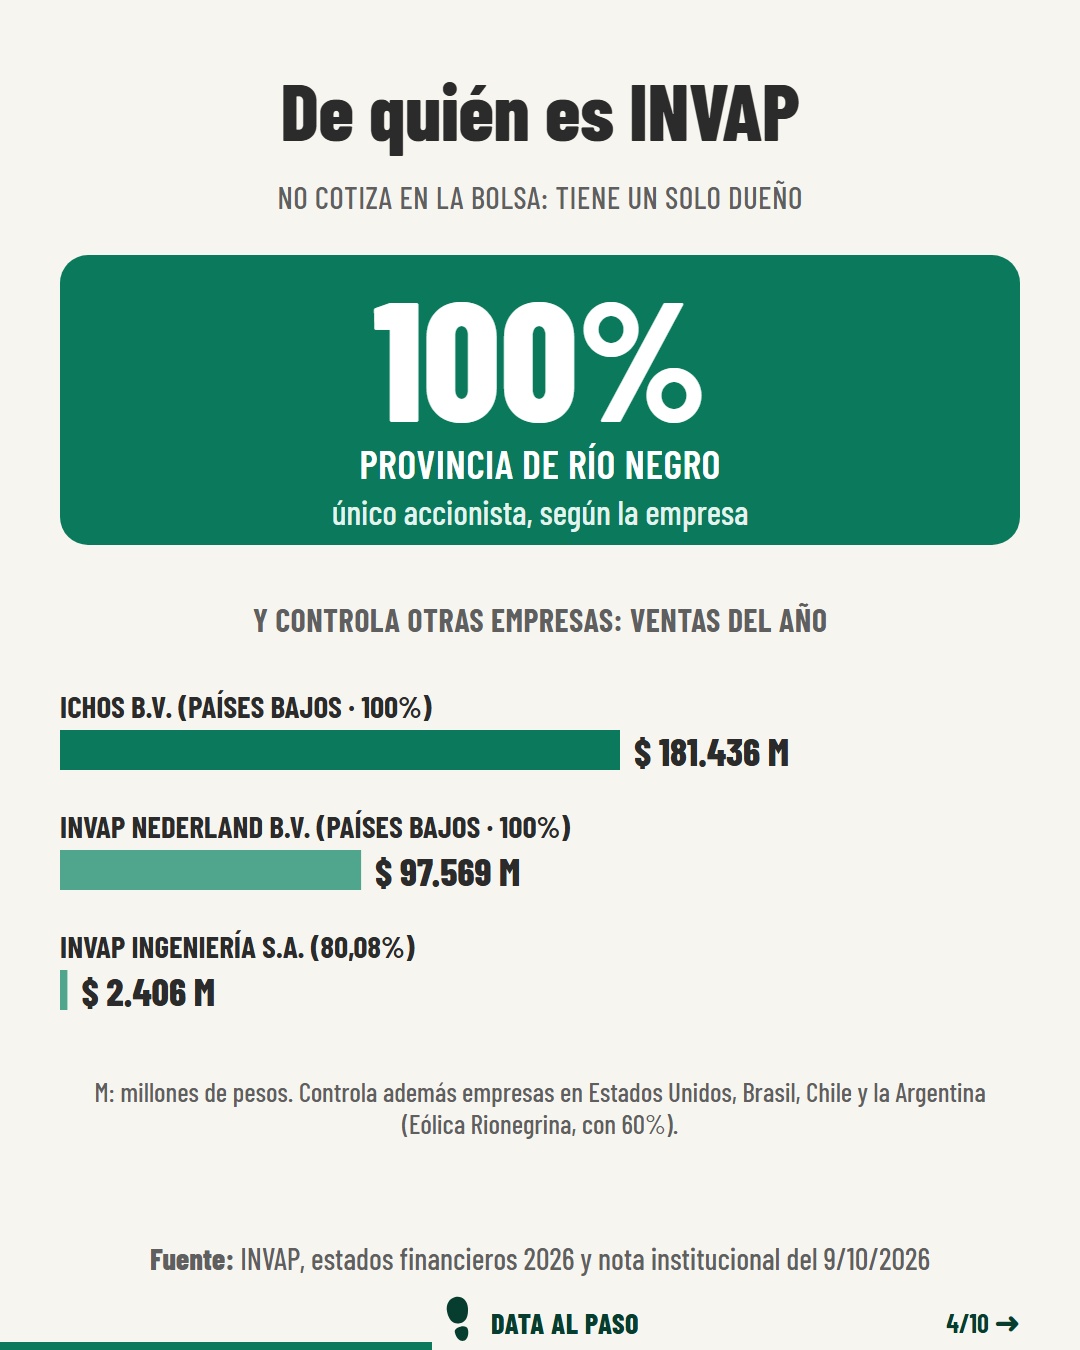 De quién es INVAP
NO COTIZA EN LA BOLSA: TIENE UN SOLO DUEÑO
100%
PROVINCIA DE RÍO NEGRO
único accionista, según la empresa
Y CONTROLA OTRAS EMPRESAS: VENTAS DEL AÑO
ICHOS B.V. (PAÍSES BAJOS · 100%)
$ 181.436 M
INVAP NEDERLAND B.V. (PAÍSES BAJOS · 100%)
$ 97.569 M
INVAP INGENIERÍA S.A. (80,08%)
$ 2.406 M
M: millones de pesos. Controla además empresas en Estados Unidos, Brasil, Chile y la Argentina
(Eólica Rionegrina, con 60%).
Fuente: INVAP, estados financieros 2026 y nota institucional del 9/10/2026
DATA AL PASO
4/10 →